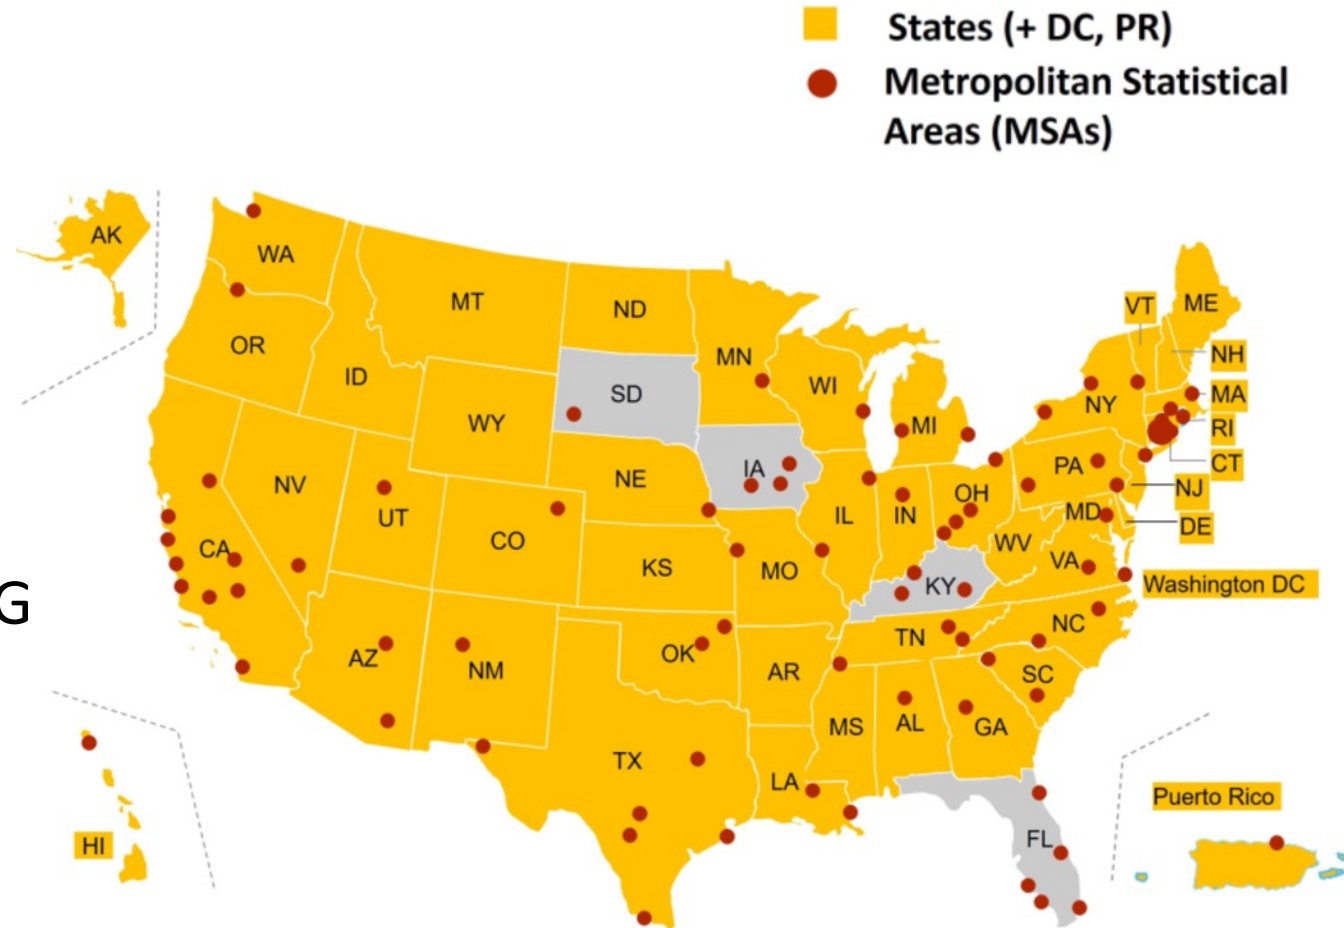 States (+ DC, PR)
Metropolitan Statistical
Areas (MSAs)
AK
WA
MT
ND
MN
VT
ME
OR
ID
SD
WI
NH
WY
MI
NY
MA
RI
IA
NE
PA
CT
NV
UT
IL
IN
OH
NJ
CA
CO
MD
DE
WV
KS
MO
VA
KY
Washington DC
G
TN
NC
AZ
NM
OK
AR
SC
MS
AL
GA
TX
LA
Puerto Rico
FL
HI